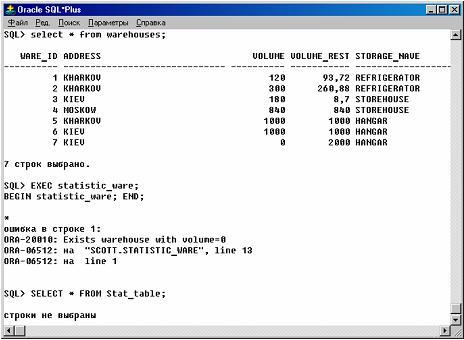 Oracle SQL*Plus
Файл Ред. Поиск Параметры Справка
SQL> select * from warehouses;
WARE_ID ADDRESS VOLUME VOLUME_REST STORAGE_NAVE
1 KHARKOV 120 93,72 REFRIGERATOR
2 KHARKOV 300 260,88 REFRIGERATOR
3 KIEV 180 8,7 STOREHOUSE
4 MOSKOW 840 840 STOREHOUSE
5 KHARKOV 1000 1000 HANGAR
6 KIEV 1000 1000 HANGAR
7 KIEV 0 2000 HANGAR
7 строк выбрано.
SQL> EXEC statistic_ware;
BEGIN statistic_ware; END;
*
ошибка в строке 1:
ORA-20010: Exists warehouse with volume=0
ORA-06512: на "SCOTT.STATISTIC_WARE", line 13
ORA-06512: на line 1
SQL> SELECT * FROM Stat_table;
строки не выбраны